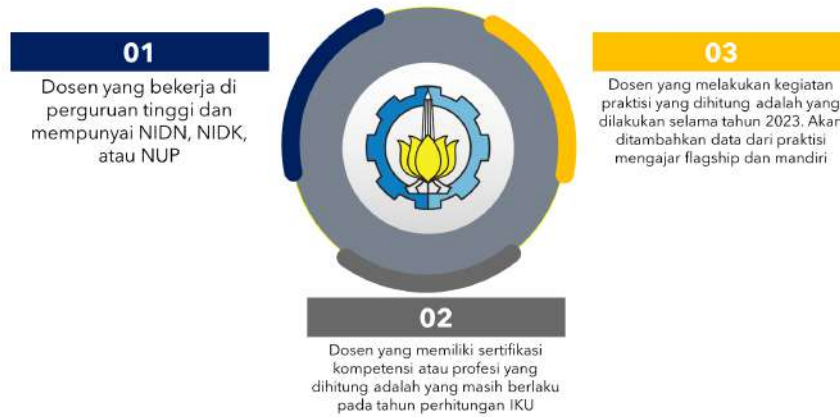 01
Dosen yang bekerja di
perguruan tinggi dan
mempunyai NIDN, NIDK,
atau NUP
03
Dosen yang melakukan kegiatan
praktisi yang dihitung adalah yang
dilakukan selama tahun 2023. Akan
ditambahkan data dari praktisi
mengajar flagship dan mandiri
02
Dosen yang memiliki sertifikasi
kompetensi atau profesi yang
dihitung adalah yang masih berlaku
pada tahun perhitungan IKU